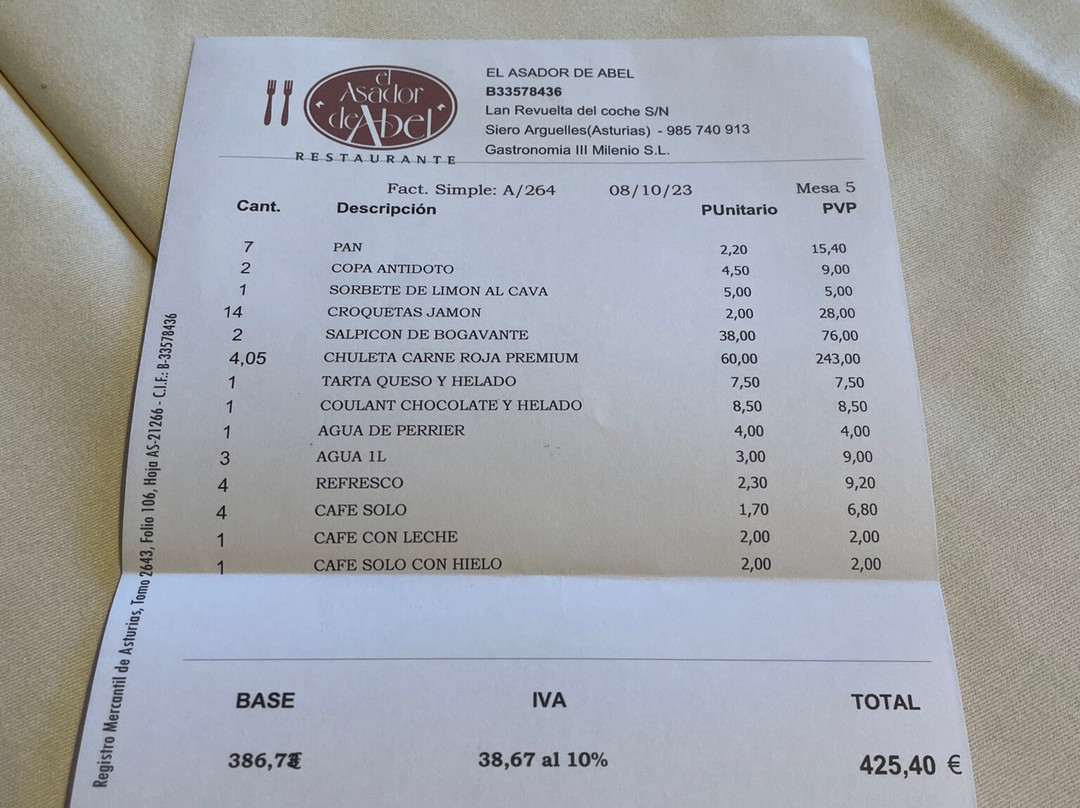 el
Asador
de Abel
RESTAURANTE
EL ASADOR DE ABEL
B33578436
Lan Revuelta del coche S/N
Siero Arguelles(Asturias) - 985 740 913
Gastronomia III Milenio S.L.
Fact. Simple: A/264 08/10/23 Mesa 5
Cant. Descripción PUnitario PVP
7 PAN 2,20 15,40
2 COPA ANTIDOTO 4,50 9,00
1 SORBETE DE LIMON AL CAVA 5,00 5,00
14 CROQUETAS JAMON 2,00 28,00
2 SALPICON DE BOGAVANTE 38,00 76,00
4,05 CHULETA CARNE ROJA PREMIUM 60,00 243,00
1 TARTA QUESO Y HELADO 7,50 7,50
1 COULANT CHOCOLATE Y HELADO 8,50 8,50
1 AGUA DE PERRIER 4,00 4,00
3 AGUA 1L 3,00 9,00
4 REFRESCO 2,30 9,20
4 CAFE SOLO 1,70 6,80
1 CAFE CON LECHE 2,00 2,00
1 CAFE SOLO CON HIELO 2,00 2,00
BASE IVA TOTAL
386,73€ 38,67 al 10% 425,40 €
Registro Mercantil de Asturias, Tomo 2643, Folio 106, Hoja AS-21266 - C.I.F.: B-33578436